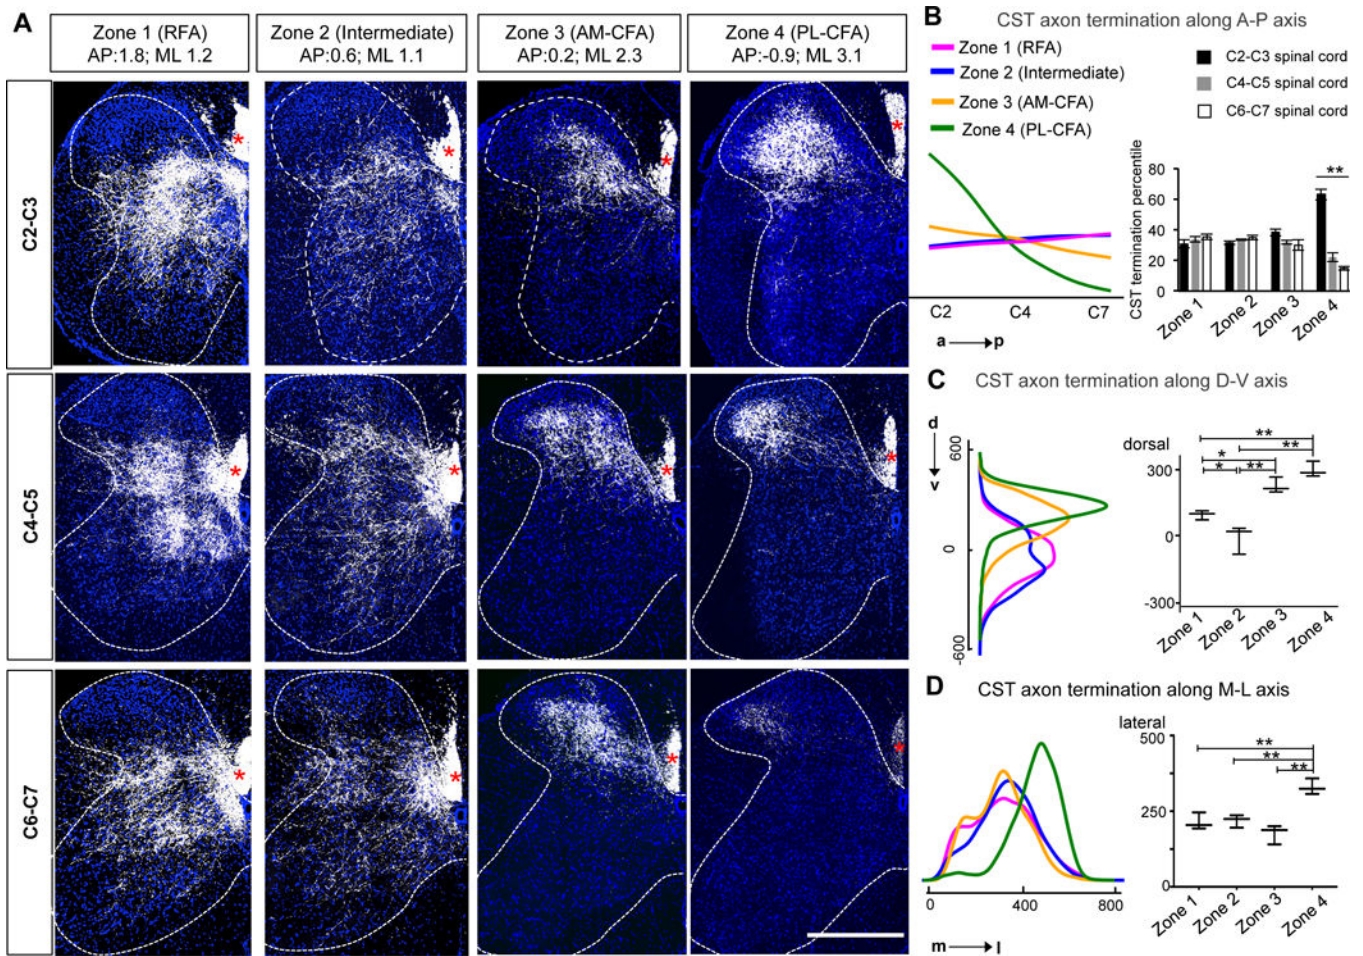 A
Zone 1 (RFA)
AP:1.8; ML 1.2
Zone 2 (Intermediate)
AP:0.6; ML 1.1
Zone 3 (AM-CFA)
AP:0.2; ML 2.3
Zone 4 (PL-CFA)
AP:-0.9; ML 3.1
C2-C3
*
*
*
*
C4-C5
*
*
*
*
C6-C7
*
*
*
*
B CST axon termination along A-P axis
Zone 1 (RFA)
Zone 2 (Intermediate)
Zone 3 (AM-CFA)
Zone 4 (PL-CFA)
C2-C3 spinal cord
C4-C5 spinal cord
C6-C7 spinal cord
C2 C4 C7
a p
CST termination percentile
80
60
40
20
0
**
Zone 1 Zone 2 Zone 3 Zone 4
C CST axon termination along D-V axis
d
v
600
0
-600
dorsal
300
0
-300
**
**
*
* **
Zone 1 Zone 2 Zone 3 Zone 4
D CST axon termination along M-L axis
0 400 800
m l
lateral
500
250
0
**
**
**
Zone 1 Zone 2 Zone 3 Zone 4